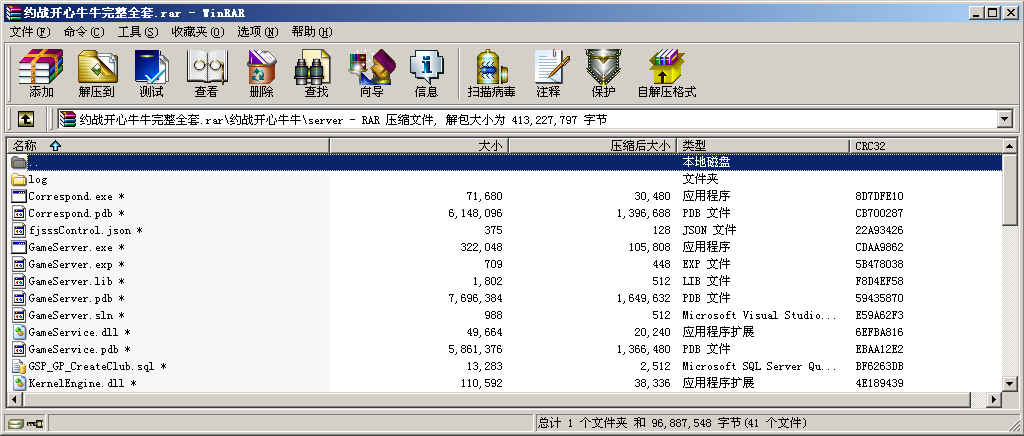 约战开心牛牛完整全套.rar - WinRAR
文件(F) 命令(C) 工具(S) 收藏夹(O) 选项(N) 帮助(H)
添加 解压到 测试 查看 删除 查找 向导 信息 扫描病毒 注释 保护 自解压格式
约战开心牛牛完整全套.rar\约战开心牛牛\server - RAR 压缩文件, 解包大小为 413,227,797 字节
名称 大小 压缩后大小 类型 CRC32
.. 本地磁盘
log 文件夹
Correspond.exe * 71,680 30,480 应用程序 8D7DFE10
Correspond.pdb * 6,148,096 1,396,688 PDB 文件 CB700287
fjsssControl.json * 375 128 JSON 文件 22A93426
GameServer.exe * 322,048 105,808 应用程序 CDAA9862
GameServer.exp * 709 448 EXP 文件 5B478038
GameServer.lib * 1,802 512 LIB 文件 F8D4EF58
GameServer.pdb * 7,696,384 1,649,632 PDB 文件 59435870
GameServer.sln * 988 512 Microsoft Visual Studio... E59A62F3
GameService.dll * 49,664 20,240 应用程序扩展 6EFBA816
GameService.pdb * 5,861,376 1,366,480 PDB 文件 EBAA12E2
GSP_GP_CreateClub.sql * 13,283 2,512 Microsoft SQL Server Qu... BF6263DB
KernelEngine.dll * 110,592 38,336 应用程序扩展 4E189439
总计 1 个文件夹 和 96,887,548 字节(41 个文件)